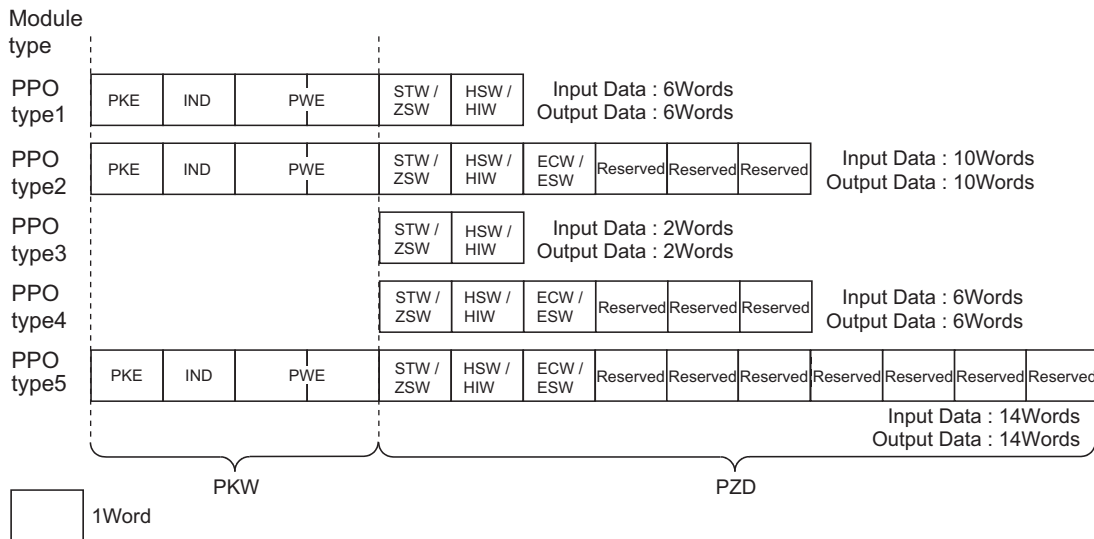 Module
type
PPO
type1
PKE
IND
PWE
STW /
ZSW
HSW /
HIW
Input Data : 6Words
Output Data : 6Words
PPO
type2
PKE
IND
PWE
STW /
ZSW
HSW /
HIW
ECW /
ESW
Reserved
Reserved
Reserved
Input Data : 10Words
Output Data : 10Words
PPO
type3
STW /
ZSW
HSW /
HIW
Input Data : 2Words
Output Data : 2Words
PPO
type4
STW /
ZSW
HSW /
HIW
ECW /
ESW
Reserved
Reserved
Reserved
Input Data : 6Words
Output Data : 6Words
PPO
type5
PKE
IND
PWE
STW /
ZSW
HSW /
HIW
ECW /
ESW
Reserved
Reserved
Reserved
Reserved
Reserved
Reserved
Reserved
Input Data : 14Words
Output Data : 14Words
PKW
PZD
1Word